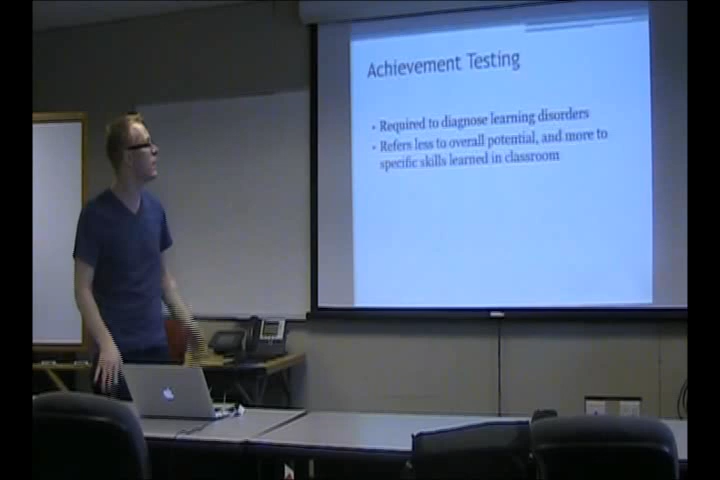 Achievement Testing
• Required to diagnose learning disorders
• Refers less to overall potential, and more to
specific skills learned in classroom